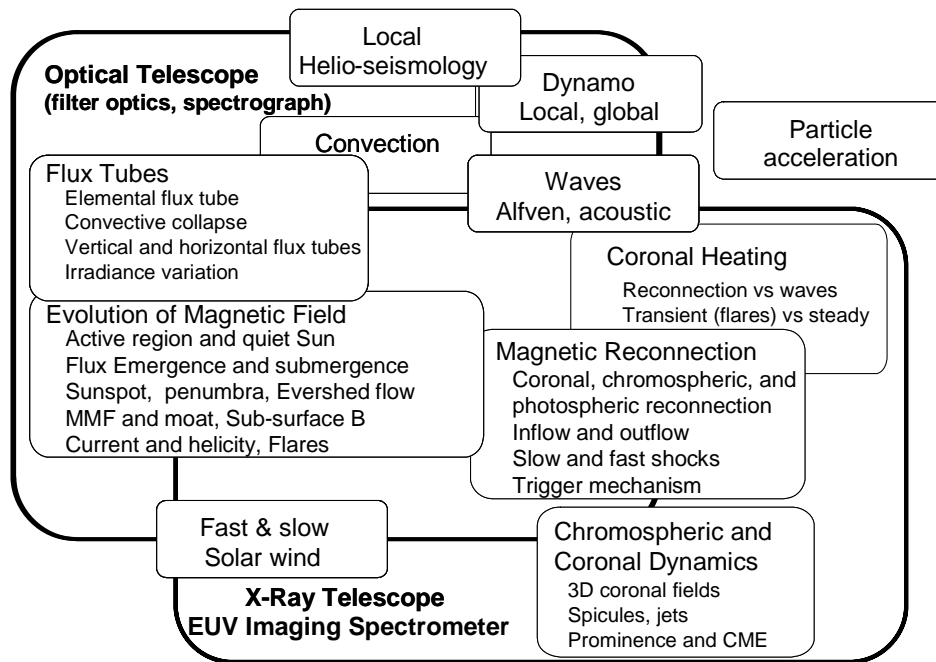 Local
Helio-seismology
Optical Telescope
(filter optics, spectrograph)
Dynamo
Local, global
Particle
acceleration
Convection
Flux Tubes
Elemental flux tube
Convective collapse
Vertical and horizontal flux tubes
Irradiance variation
Waves
Alfven, acoustic
Coronal Heating
Reconnection vs waves
Transient (flares) vs steady
Evolution of Magnetic Field
Active region and quiet Sun
Flux Emergence and submergence
Sunspot, penumbra, Evershed flow
MMF and moat, Sub-surface B
Current and helicity, Flares
Magnetic Reconnection
Coronal, chromospheric, and
photospheric reconnection
Inflow and outflow
Slow and fast shocks
Trigger mechanism
Fast & slow
Solar wind
Chromospheric and
Coronal Dynamics
3D coronal fields
Spicules, jets
Prominence and CME
X-Ray Telescope
EUV Imaging Spectrometer